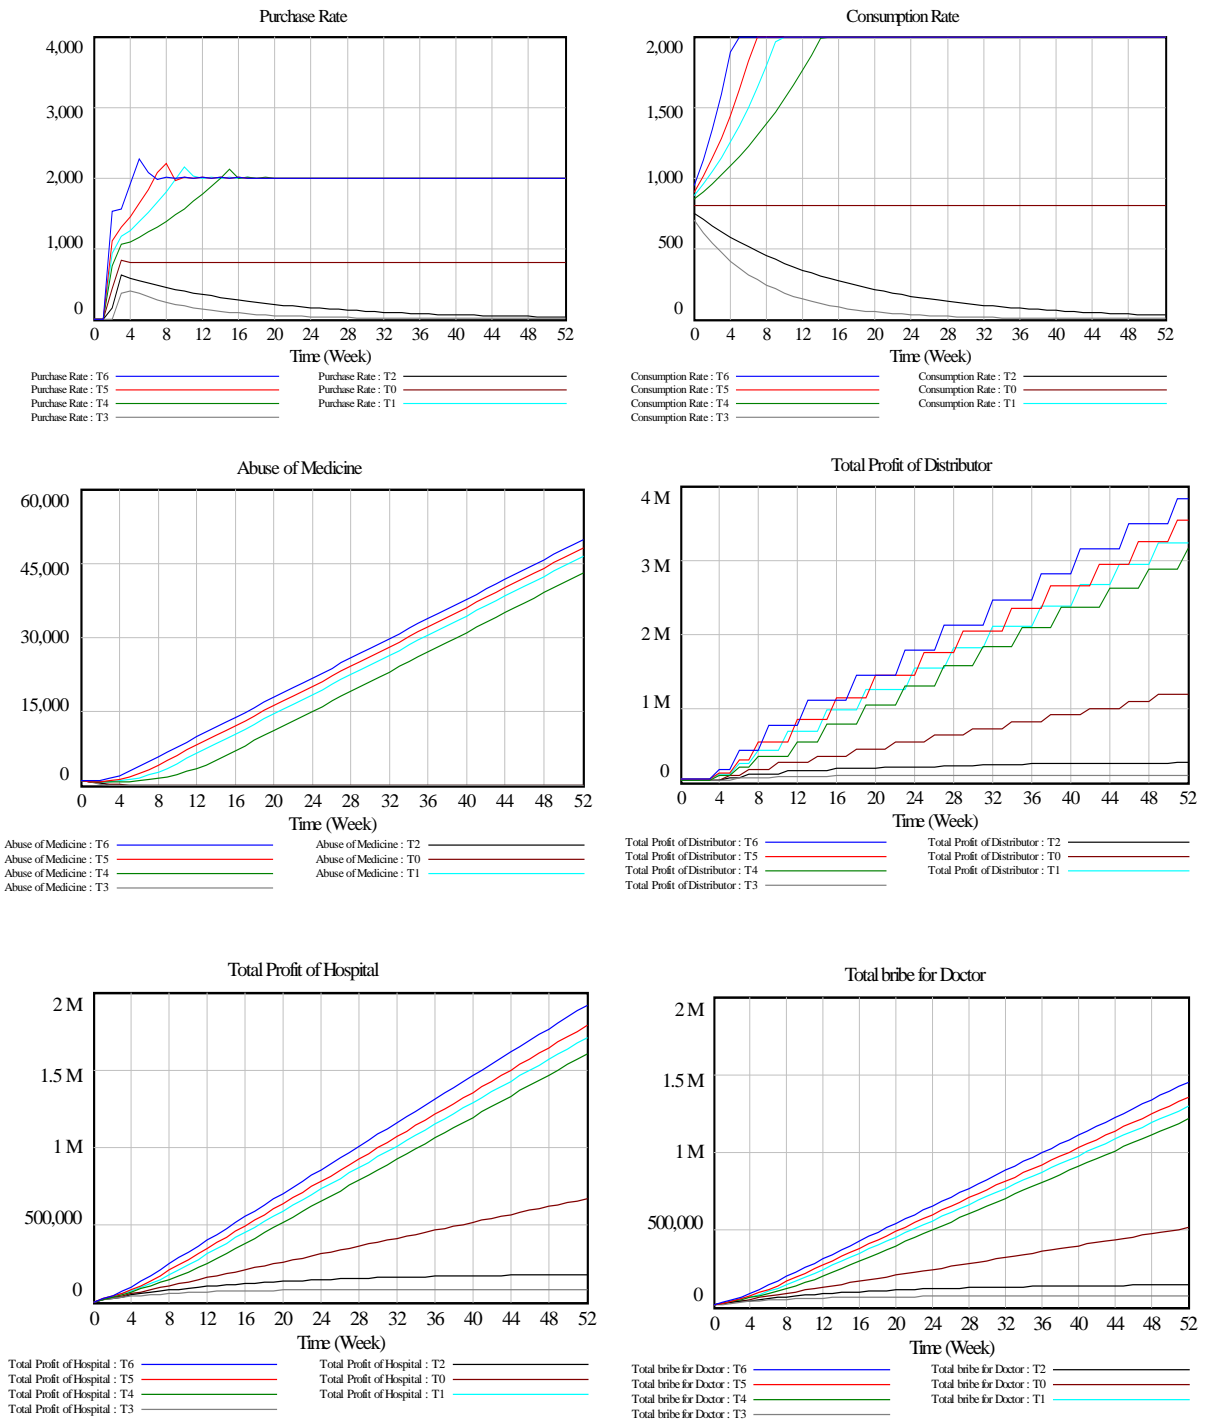 Purchase Rate
4,000
3,000
2,000
1,000
0
0 4 8 12 16 20 24 28 32 36 40 44 48 52
Time (Week)
Purchase Rate : T6
Purchase Rate : T5
Purchase Rate : T4
Purchase Rate : T3
Purchase Rate : T2
Purchase Rate : T0
Purchase Rate : T1
Consumption Rate
2,000
1,500
1,000
500
0
0 4 8 12 16 20 24 28 32 36 40 44 48 52
Time (Week)
Consumption Rate : T6
Consumption Rate : T5
Consumption Rate : T4
Consumption Rate : T3
Consumption Rate : T2
Consumption Rate : T0
Consumption Rate : T1
Abuse of Medicine
60,000
45,000
30,000
15,000
0
0 4 8 12 16 20 24 28 32 36 40 44 48 52
Time (Week)
Abuse of Medicine : T6
Abuse of Medicine : T5
Abuse of Medicine : T4
Abuse of Medicine : T3
Abuse of Medicine : T2
Abuse of Medicine : T0
Abuse of Medicine : T1
Total Profit of Distributor
4 M
3 M
2 M
1 M
0
0 4 8 12 16 20 24 28 32 36 40 44 48 52
Time (Week)
Total Profit of Distributor : T6
Total Profit of Distributor : T5
Total Profit of Distributor : T4
Total Profit of Distributor : T3
Total Profit of Distributor : T2
Total Profit of Distributor : T0
Total Profit of Distributor : T1
Total Profit of Hospital
2 M
1.5 M
1 M
500,000
0
0 4 8 12 16 20 24 28 32 36 40 44 48 52
Time (Week)
Total Profit of Hospital : T6
Total Profit of Hospital : T5
Total Profit of Hospital : T4
Total Profit of Hospital : T3
Total Profit of Hospital : T2
Total Profit of Hospital : T0
Total Profit of Hospital : T1
Total bribe for Doctor
2 M
1.5 M
1 M
500,000
0
0 4 8 12 16 20 24 28 32 36 40 44 48 52
Time (Week)
Total bribe for Doctor : T6
Total bribe for Doctor : T5
Total bribe for Doctor : T4
Total bribe for Doctor : T3
Total bribe for Doctor : T2
Total bribe for Doctor : T0
Total bribe for Doctor : T1